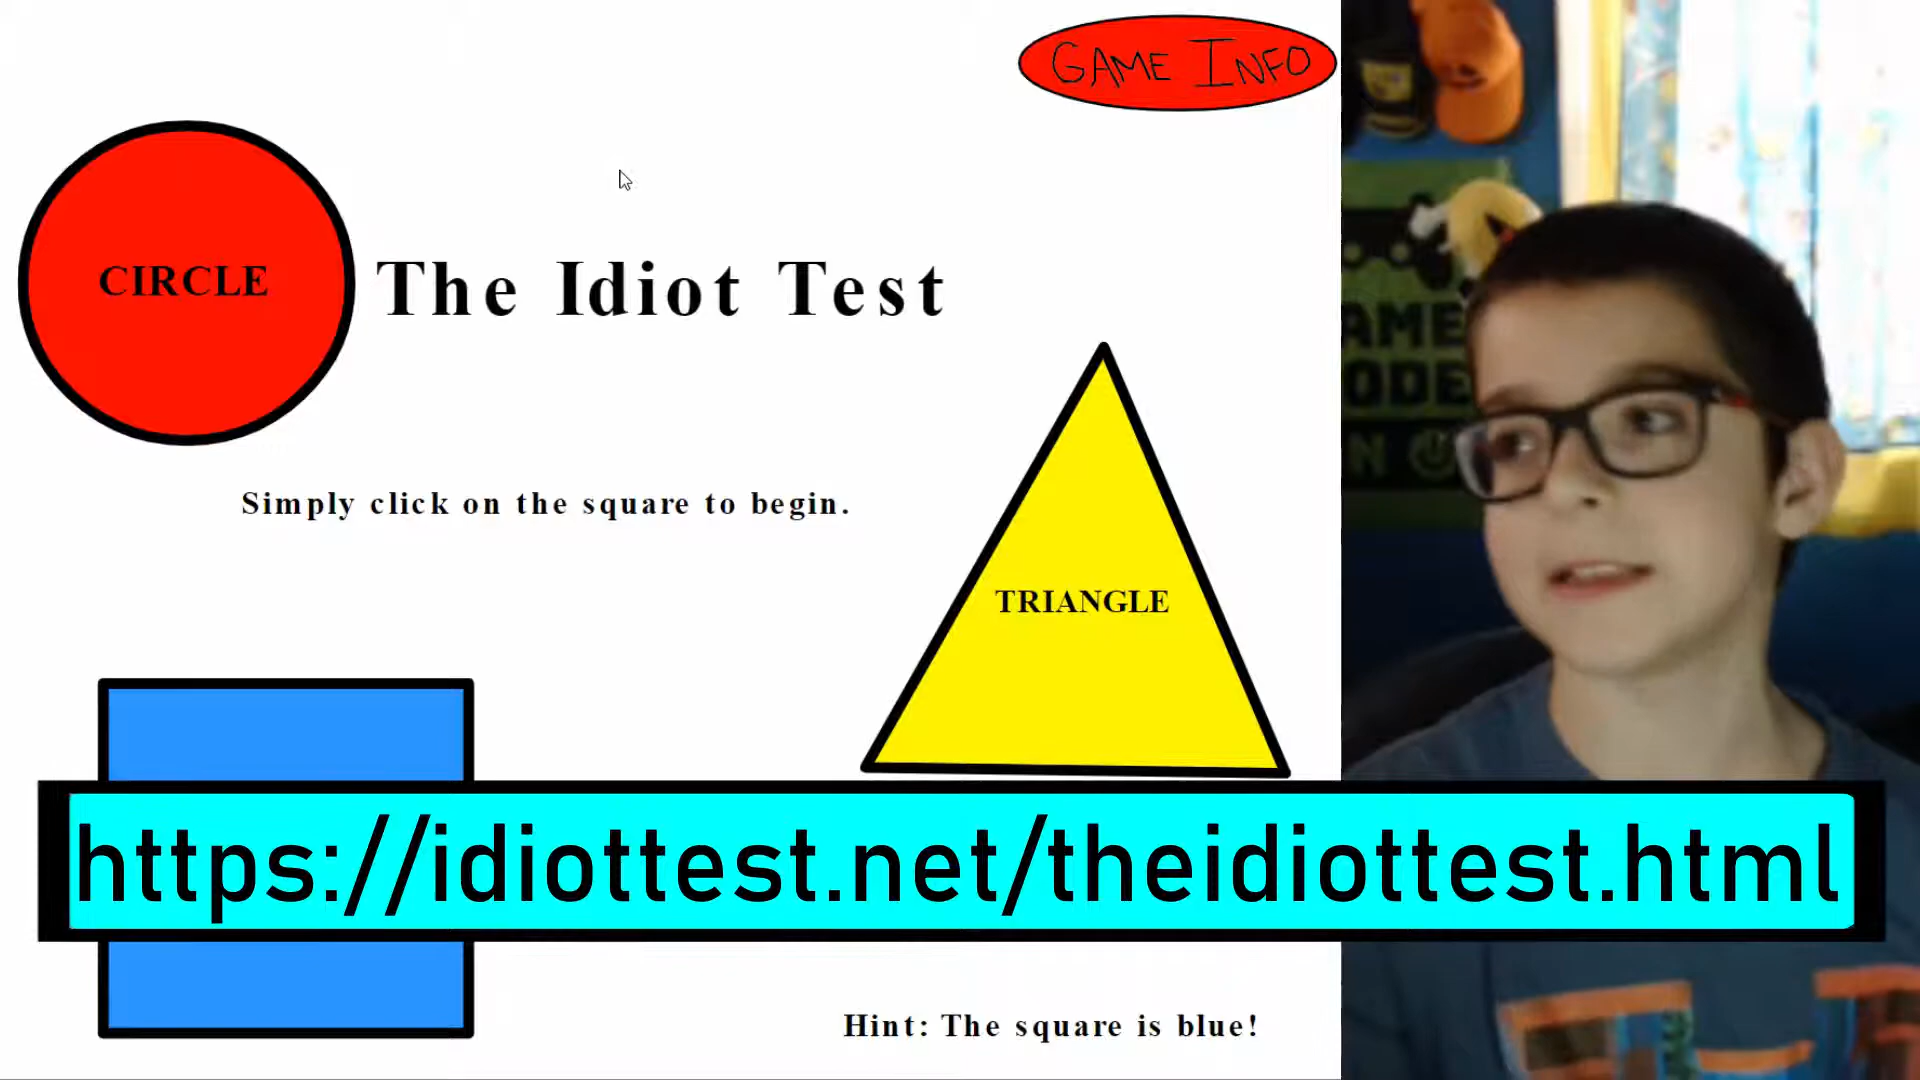 GAME INFO
CIRCLE
The Idiot Test
Simply click on the square to begin.
TRIANGLE
https://idiottest.net/theidiottest.html
Hint: The square is blue!